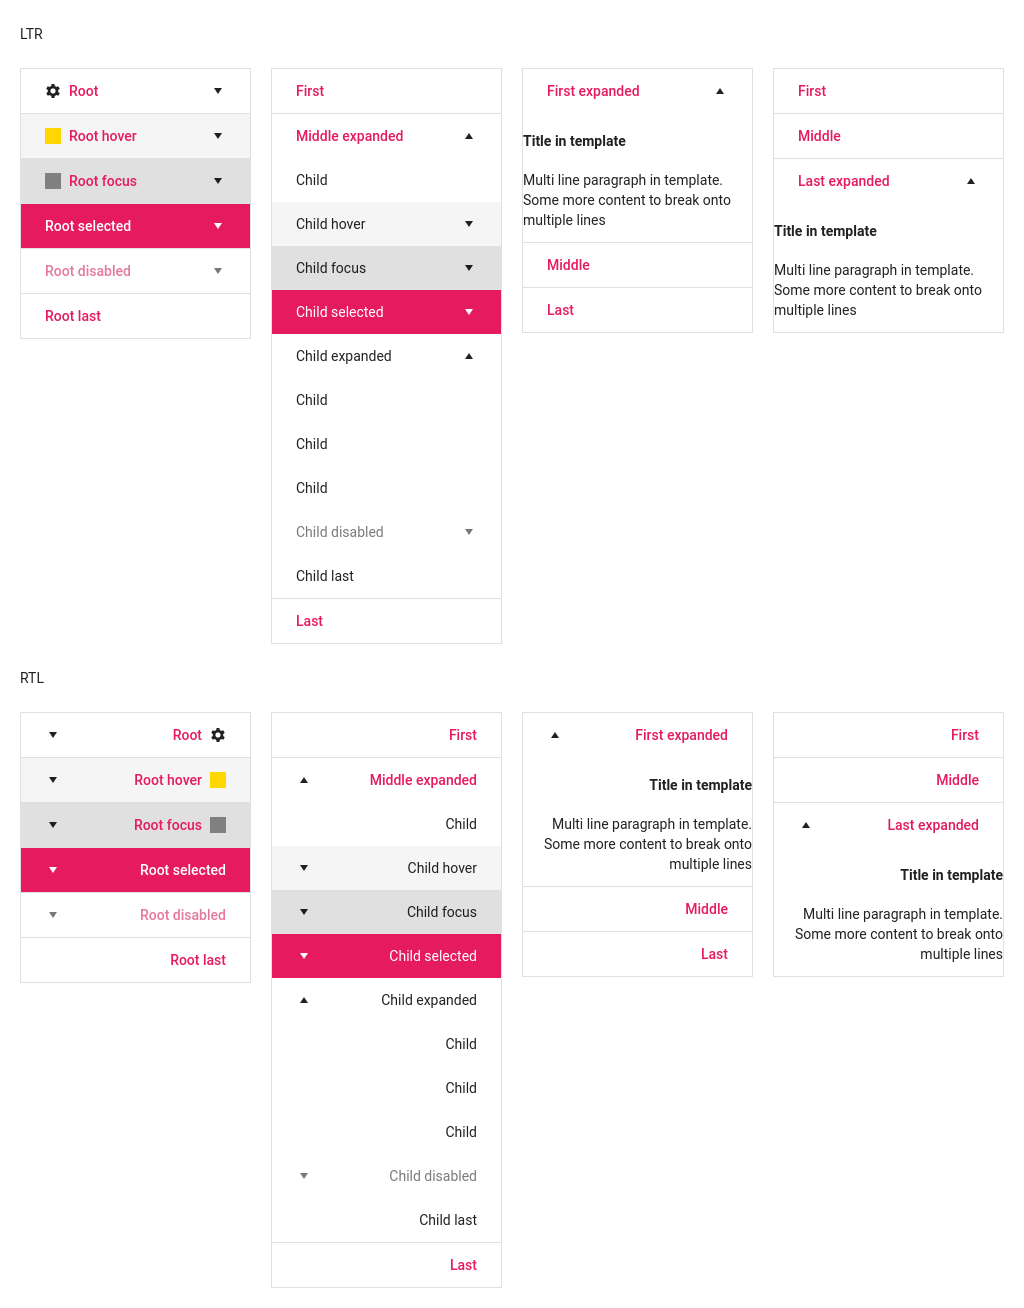 LTR
Root
Root hover
Root focus
Root selected
Root disabled
Root last
First
Middle expanded
Child
Child hover
Child focus
Child selected
Child expanded
Child
Child
Child
Child disabled
Child last
Last
First expanded
Title in template
Multi line paragraph in template.
Some more content to break onto
multiple lines
Middle
Last
First
Middle
Last expanded
Title in template
Multi line paragraph in template.
Some more content to break onto
multiple lines
RTL
Root
Root hover
Root focus
Root selected
Root disabled
Root last
First
Middle expanded
Child
Child hover
Child focus
Child selected
Child expanded
Child
Child
Child
Child disabled
Child last
Last
First expanded
Title in template
Multi line paragraph in template.
Some more content to break onto
multiple lines
Middle
Last
First
Middle
Last expanded
Title in template
Multi line paragraph in template.
Some more content to break onto
multiple lines